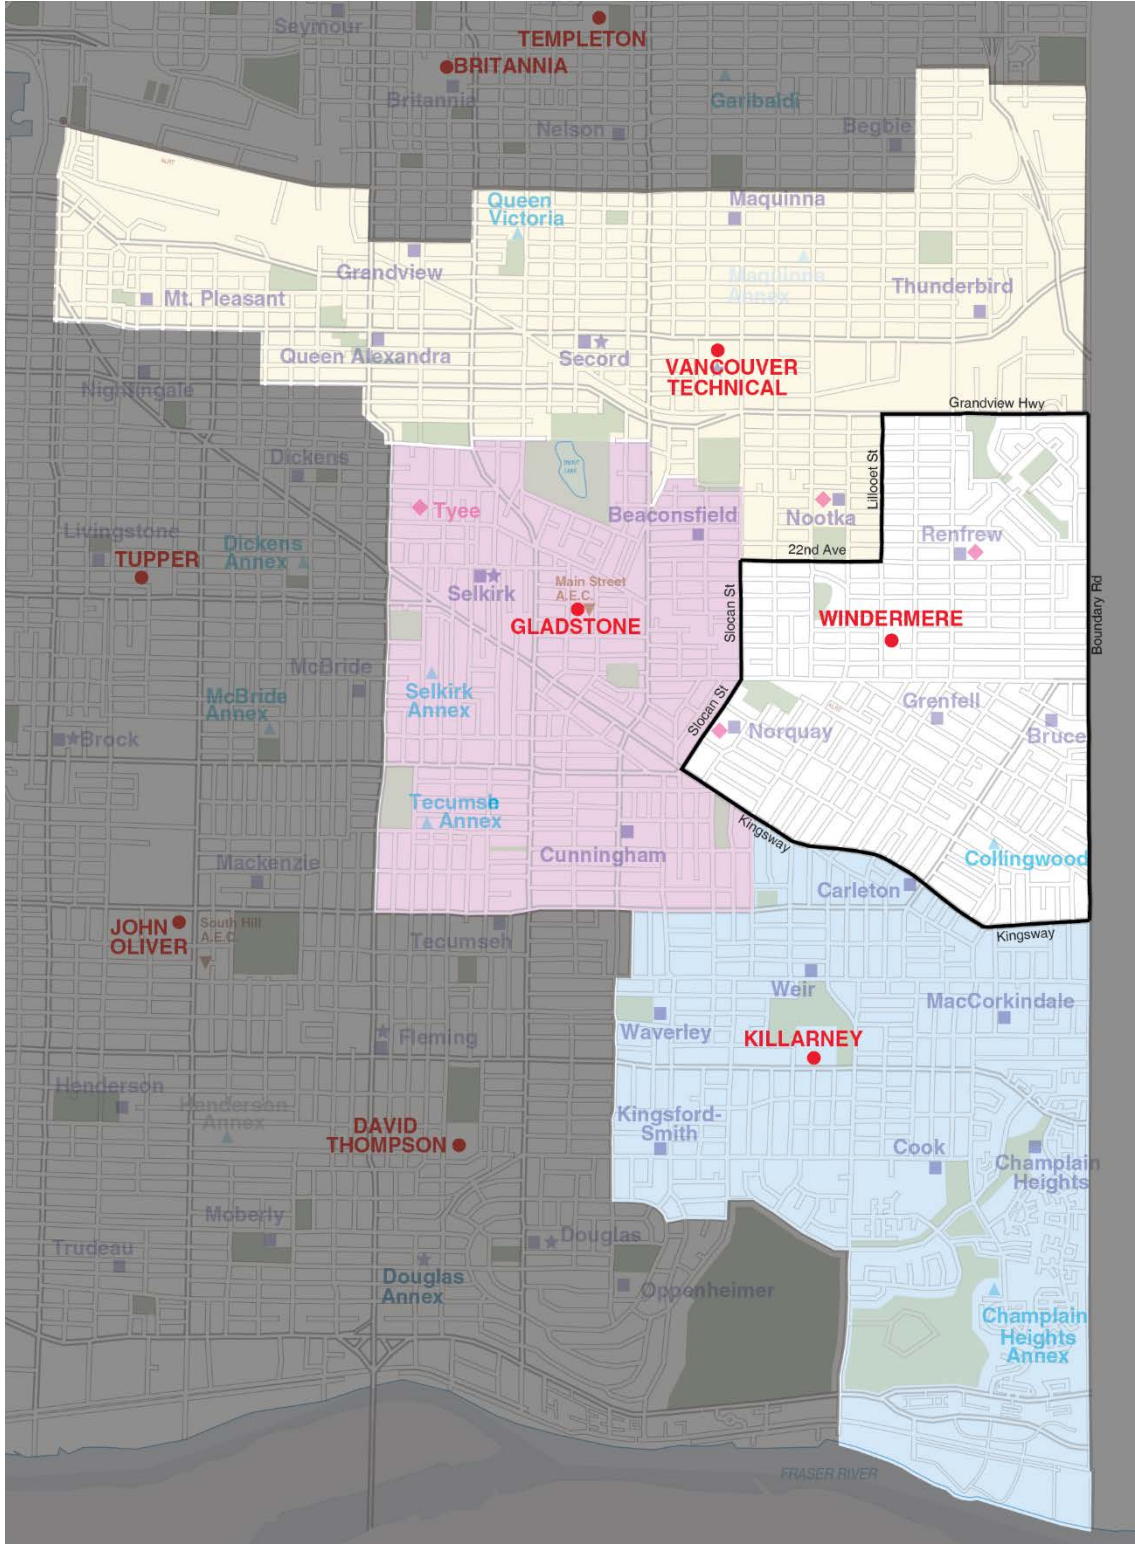 Seymour
TEMPLETON
BRITANNIA
Britannia
Garibaldi
Nelson
Begbie
ALRT
Queen
Victoria
Maquinna
Grandview
Maquinna
Annex
Thunderbird
Mt. Pleasant
Queen Alexandra
Secord
VANCOUVER
TECHNICAL
Nightingale
Grandview Hwy
Lillooet St
Dickens
TROUT
LAKE
Tyee
Beaconsfield
Nootka
Renfrew
Livingstone
TUPPER
Dickens
Annex
22nd Ave
Selkirk
Main Street
A.E.C.
GLADSTONE
Slocan St
WINDERMERE
Boundary Rd
McBride
McBride
Annex
Selkirk
Annex
Slocan St
ALRT
Grenfell
Norquay
Bruce
Brock
Tecumseh
Annex
Kingsway
Cunningham
Collingwood
Mackenzie
Carleton
JOHN
OLIVER
South Hill
A.E.C.
Tecumseh
Kingsway
Weir
MacCorkindale
Waverley
KILLARNEY
Fleming
Henderson
Henderson
Annex
DAVID
THOMPSON
Kingsford-
Smith
Cook
Champlain
Heights
Moberly
Trudeau
Douglas
Douglas
Annex
Oppenheimer
Champlain
Heights
Annex
FRASER RIVER